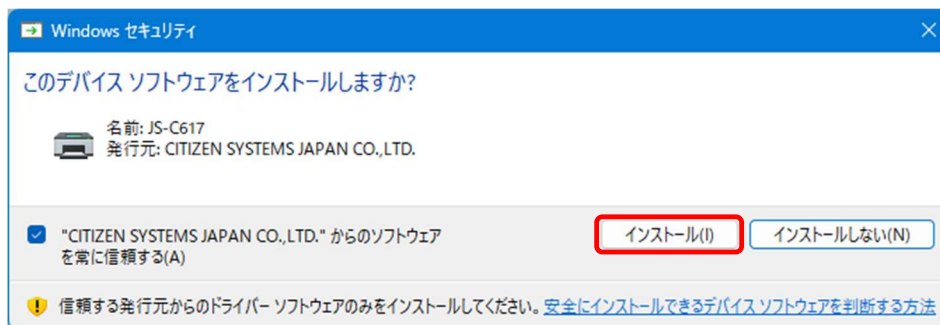 Windows セキュリティ
このデバイス ソフトウェアをインストールしますか?
名前: JS-C617
発行元: CITIZEN SYSTEMS JAPAN CO.,LTD.
"CITIZEN SYSTEMS JAPAN CO.,LTD." からのソフトウェア
を常に信頼する(A)
インストール(I)
インストールしない(N)
信頼する発行元からのドライバー ソフトウェアのみをインストールしてください。安全にインストールできるデバイス ソフトウェアを判断する方法